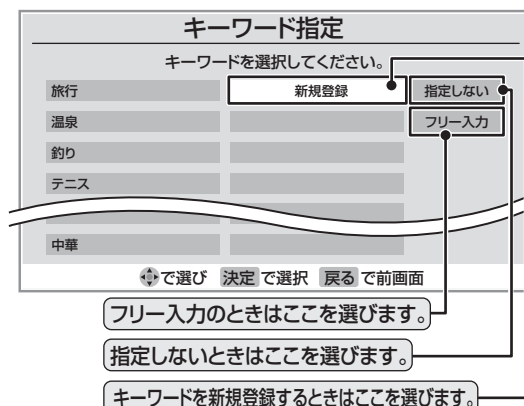 キーワード指定
キーワードを選択してください。
旅行 新規登録 指定しない
温泉 フリー入力
釣り
テニス
中華
で選び 決定 で選択 戻る で前画面
フリー入力のときはここを選びます。
指定しないときはここを選びます。
キーワードを新規登録するときはここを選びます。